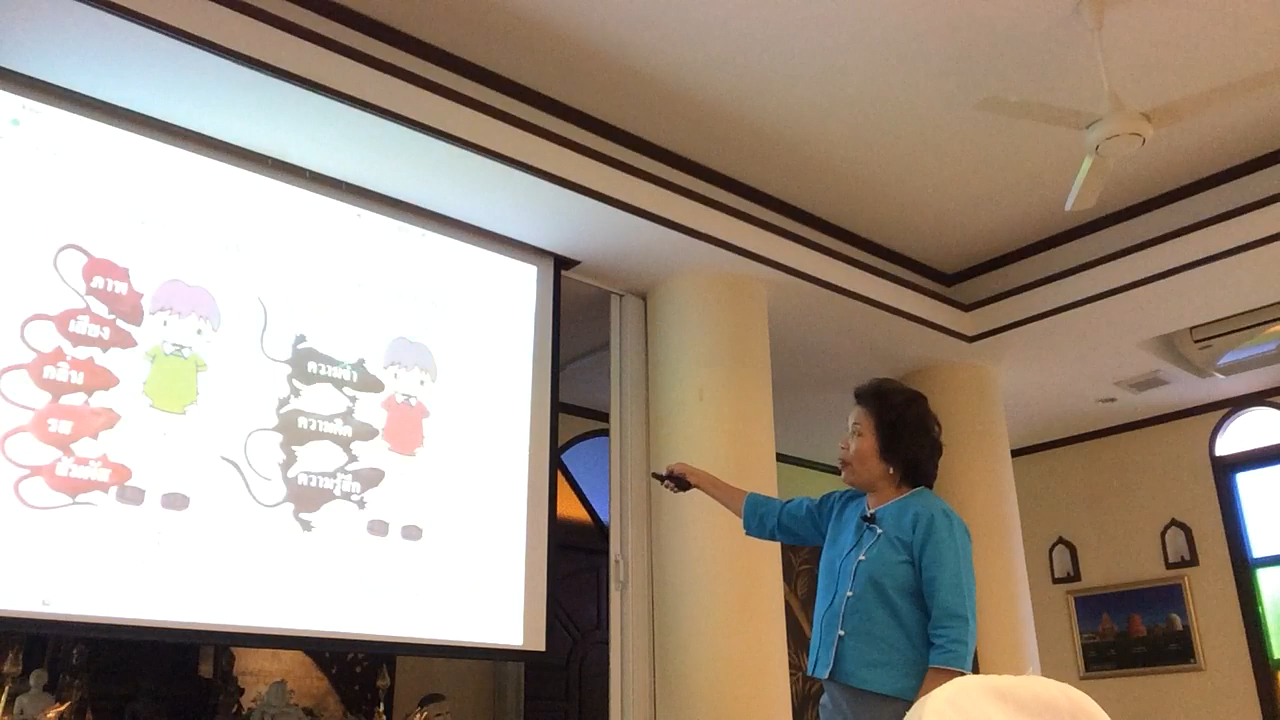 ภาพ
เสียง
กลิ่น
รส
สัมผัส
ความจำ
ความคิด
ความรู้สึก